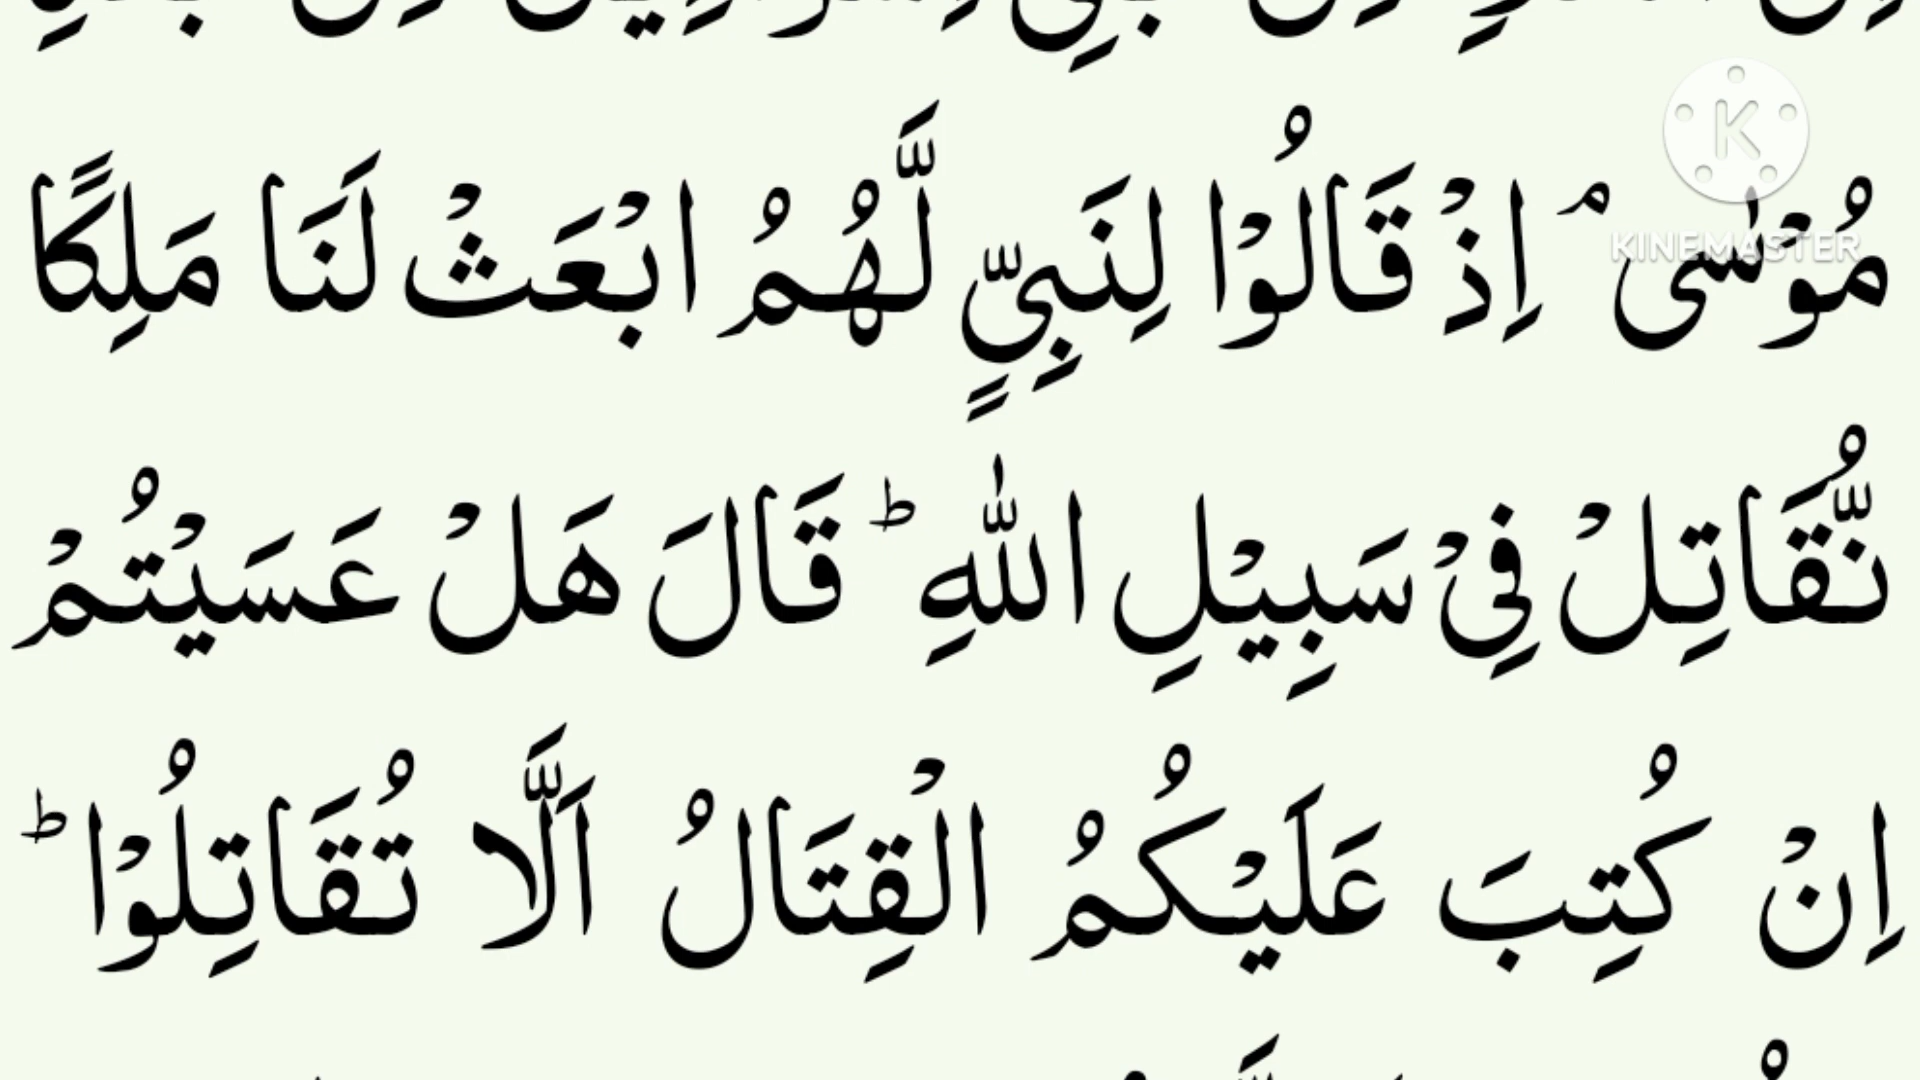 مُوْسٰى ۘ اِذْ قَالُوْا لِنَبِيٍّ لَّهُمُ ابْعَثْ لَنَا مَلِكًا
نُّقَاتِلْ فِيْ سَبِيْلِ اللّٰهِ ؕ قَالَ هَلْ عَسَيْتُمْ
اِنْ كُتِبَ عَلَيْكُمُ الْقِتَالُ اَلَّا تُقَاتِلُوْا ؕ
K
KINEMASTER